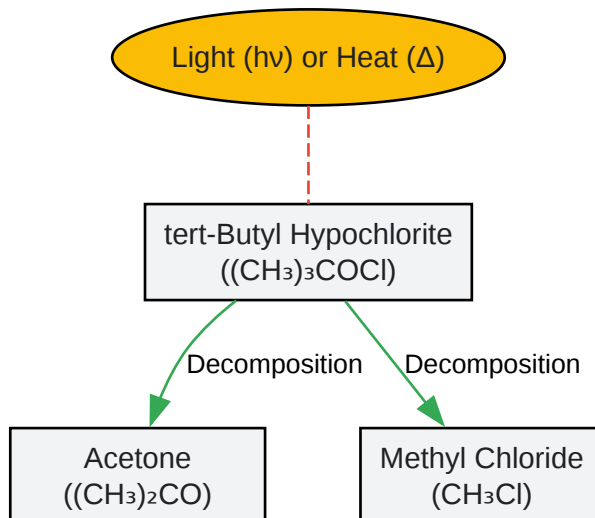 Light (hν) or Heat (Δ)
tert-Butyl Hypochlorite
((CH₃)₃COCl)
Decomposition
Decomposition
Acetone
((CH₃)₂CO)
Methyl Chloride
(CH₃Cl)